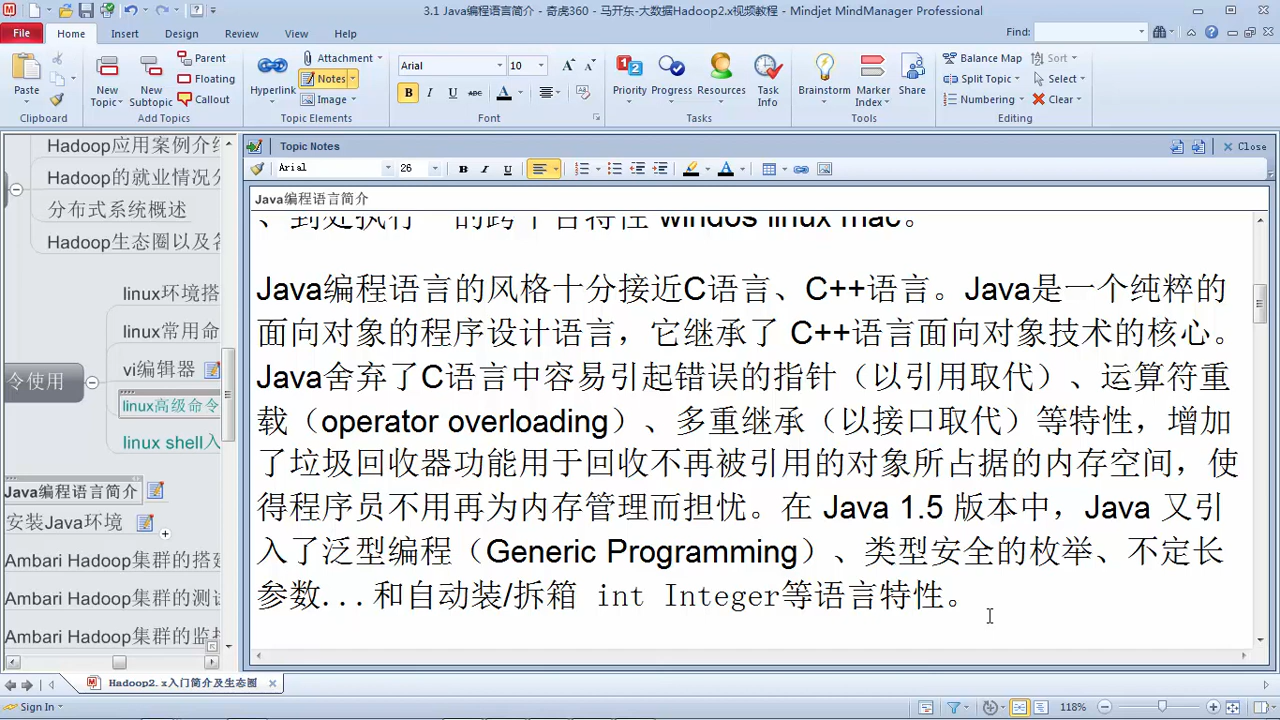 3.1 Java编程语言简介 - 奇虎360 - 马开东-大数据Hadoop2.x视频教程 - Mindjet MindManager Professional
File Home Insert Design Review View Help
Find:
Paste
Clipboard
New Topic
New Subtopic
Parent
Floating
Callout
Add Topics
Hyperlink
Attachment
Notes
Image
Topic Elements
Arial 10
B I U ABC A
Font
Priority
Progress
Resources
Task Info
Tasks
Brainstorm
Marker Index
Share
Tools
Balance Map
Sort
Split Topic
Select
Numbering
Clear
Editing
Hadoop应用案例介绍
Hadoop的就业情况分
分布式系统概述
Hadoop生态圈以及各
linux环境搭
linux常用命
vi编辑器
令使用
linux高级命令
linux shell入
Java编程语言简介
安装Java环境
Ambari Hadoop集群的搭建
Ambari Hadoop集群的测试
Ambari Hadoop集群的监控
Topic Notes
Close
Arial 26 B I U A
Java编程语言简介
、到处执行 的跨平台特性 windos linux mac。
Java编程语言的风格十分接近C语言、C++语言。Java是一个纯粹的
面向对象的程序设计语言，它继承了 C++语言面向对象技术的核心。
Java舍弃了C语言中容易引起错误的指针（以引用取代）、运算符重
载（operator overloading）、多重继承（以接口取代）等特性，增加
了垃圾回收器功能用于回收不再被引用的对象所占据的内存空间，使
得程序员不用再为内存管理而担忧。在 Java 1.5 版本中，Java 又引
入了泛型编程（Generic Programming）、类型安全的枚举、不定长
参数...和自动装/拆箱 int Integer等语言特性。
Hadoop2.x入门简介及生态圈
Sign In
118%